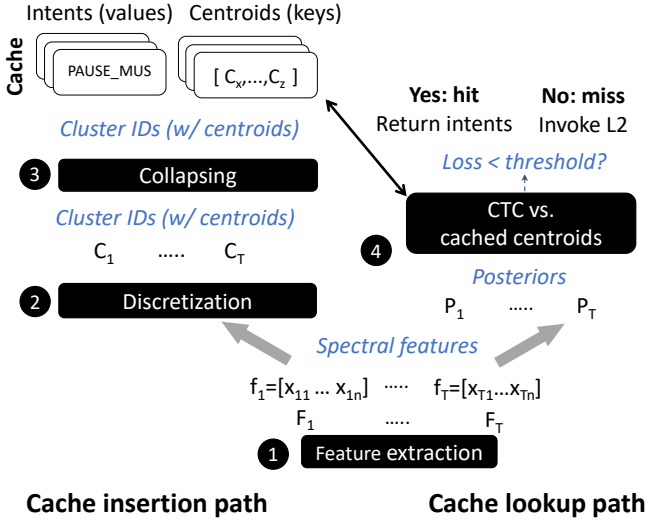 Intents (values) Centroids (keys)
Cache
PAUSE_MUS [ Cx,...,Cz ]
Yes: hit No: miss
Return intents Invoke L2
Cluster IDs (w/ centroids)
Loss < threshold?
3 Collapsing
CTC vs.
cached centroids
4
Cluster IDs (w/ centroids)
C1 ..... CT
Posteriors
2 Discretization
P1 ..... PT
Spectral features
f1=[x11 ... x1n] ..... fT=[xT1...xTn]
F1 ..... FT
1 Feature extraction
Cache insertion path Cache lookup path